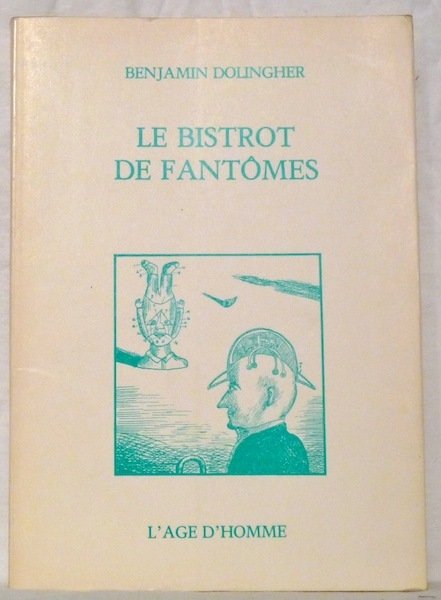 BENJAMIN DOLINGHER
LE BISTROT
DE FANTÔMES
L'AGE D'HOMME